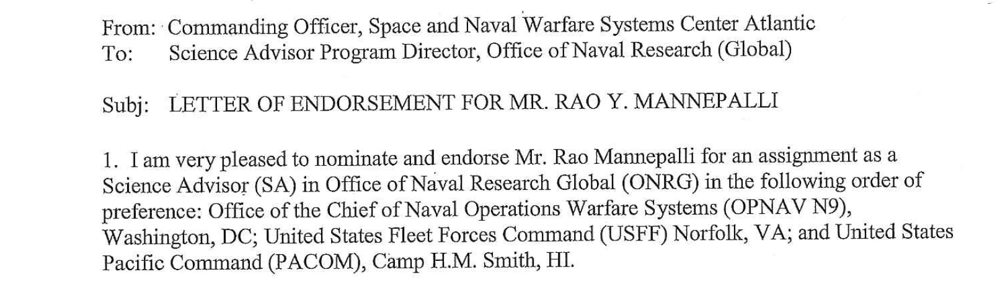 From: Commanding Officer, Space and Naval Warfare Systems Center Atlantic
To: Science Advisor Program Director, Office of Naval Research (Global)
Subj: LETTER OF ENDORSEMENT FOR MR. RAO Y. MANNEPALLI
1. I am very pleased to nominate and endorse Mr. Rao Mannepalli for an assignment as a
Science Advisor (SA) in Office of Naval Research Global (ONRG) in the following order of
preference: Office of the Chief of Naval Operations Warfare Systems (OPNAV N9),
Washington, DC; United States Fleet Forces Command (USFF) Norfolk, VA; and United States
Pacific Command (PACOM), Camp H.M. Smith, HI.